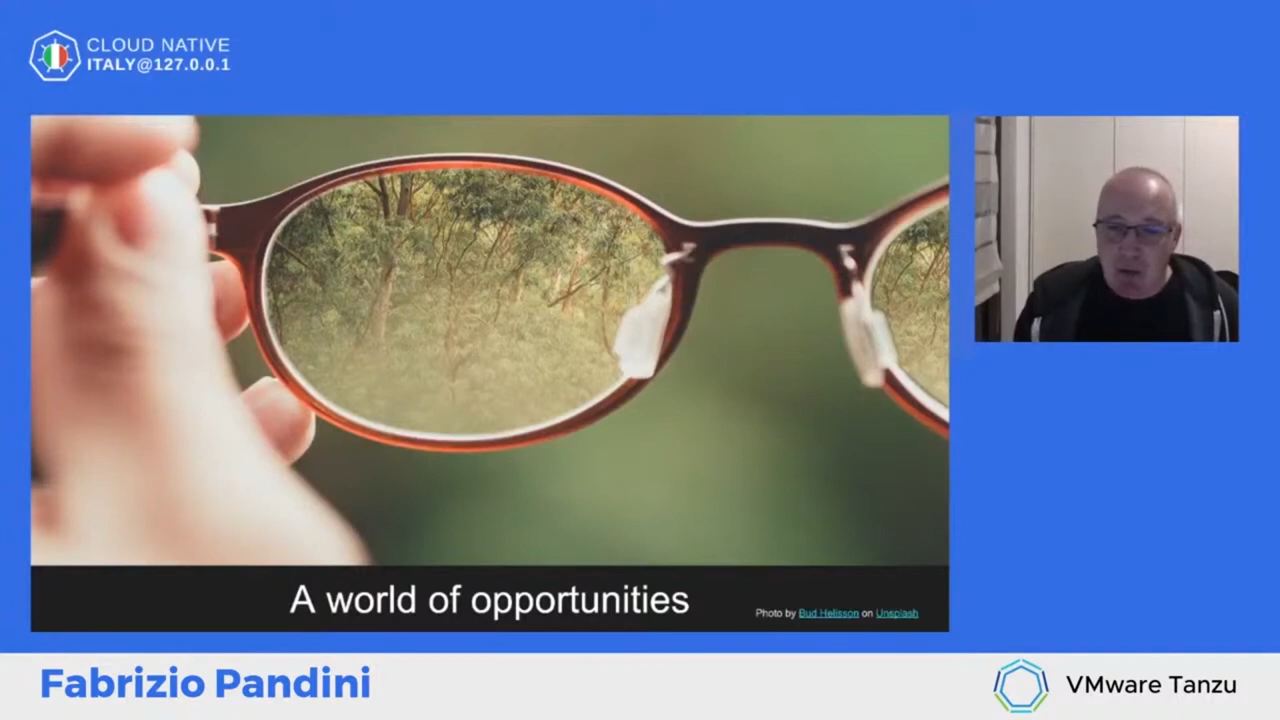 CLOUD NATIVE
ITALY@127.0.0.1
A world of opportunities
Photo by Bud Helisson on Unsplash
Fabrizio Pandini
VMware Tanzu